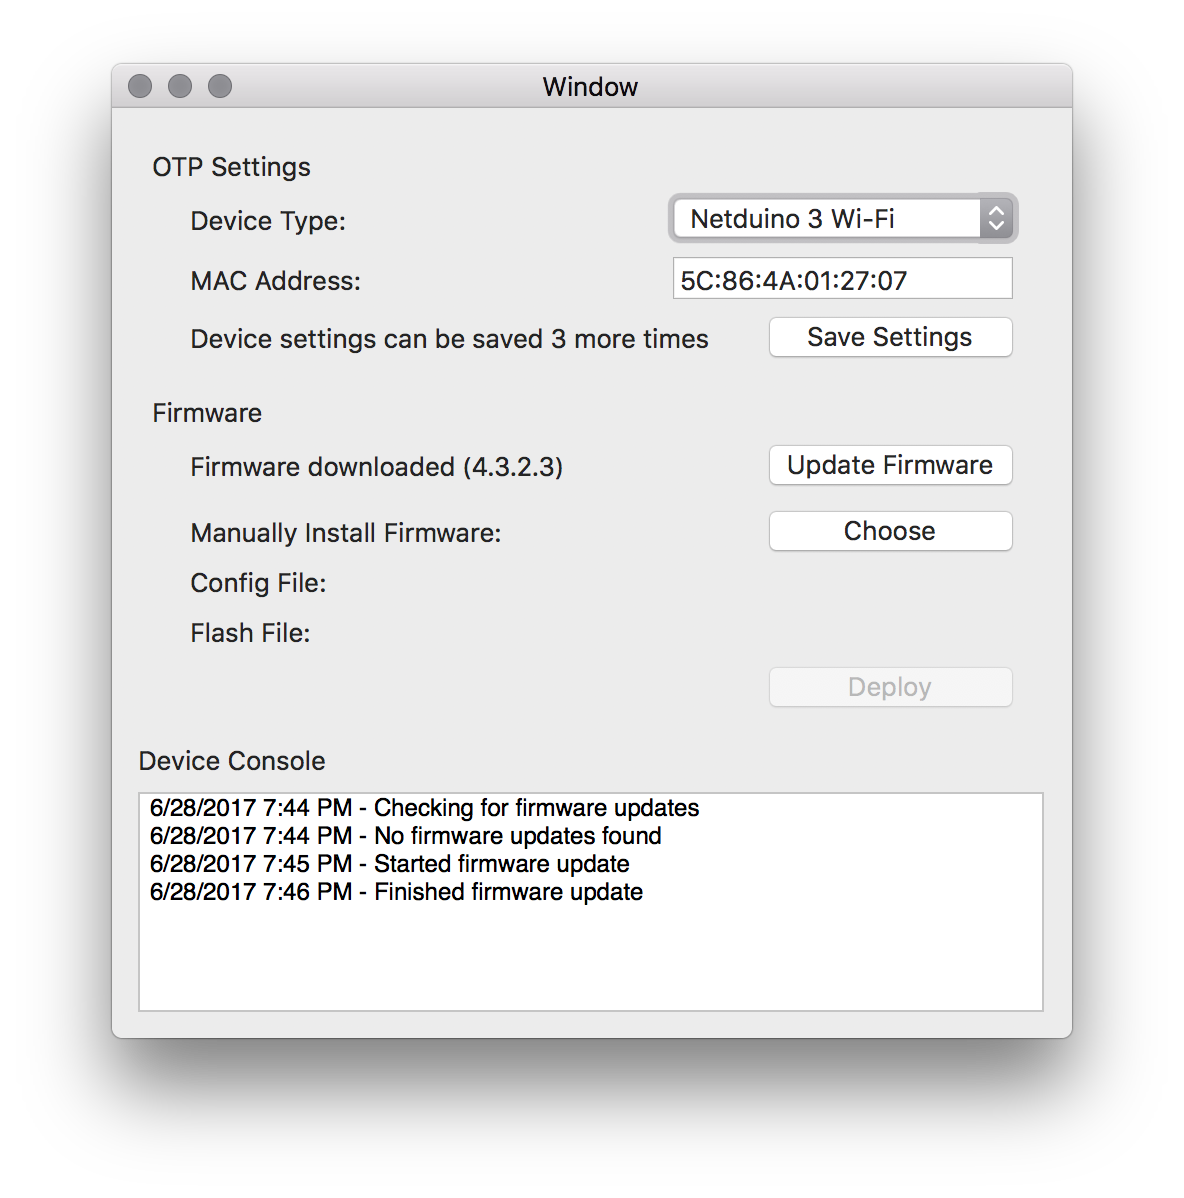 Window
OTP Settings
Device Type: Netduino 3 Wi-Fi
MAC Address: 5C:86:4A:01:27:07
Device settings can be saved 3 more times Save Settings
Firmware
Firmware downloaded (4.3.2.3) Update Firmware
Manually Install Firmware: Choose
Config File:
Flash File:
Deploy
Device Console
6/28/2017 7:44 PM - Checking for firmware updates
6/28/2017 7:44 PM - No firmware updates found
6/28/2017 7:45 PM - Started firmware update
6/28/2017 7:46 PM - Finished firmware update